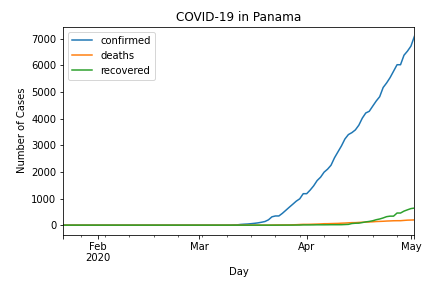 COVID-19 in Panama
confirmed
deaths
recovered
Number of Cases
7000
6000
5000
4000
3000
2000
1000
0
Feb
2020
Mar
Apr
May
Day